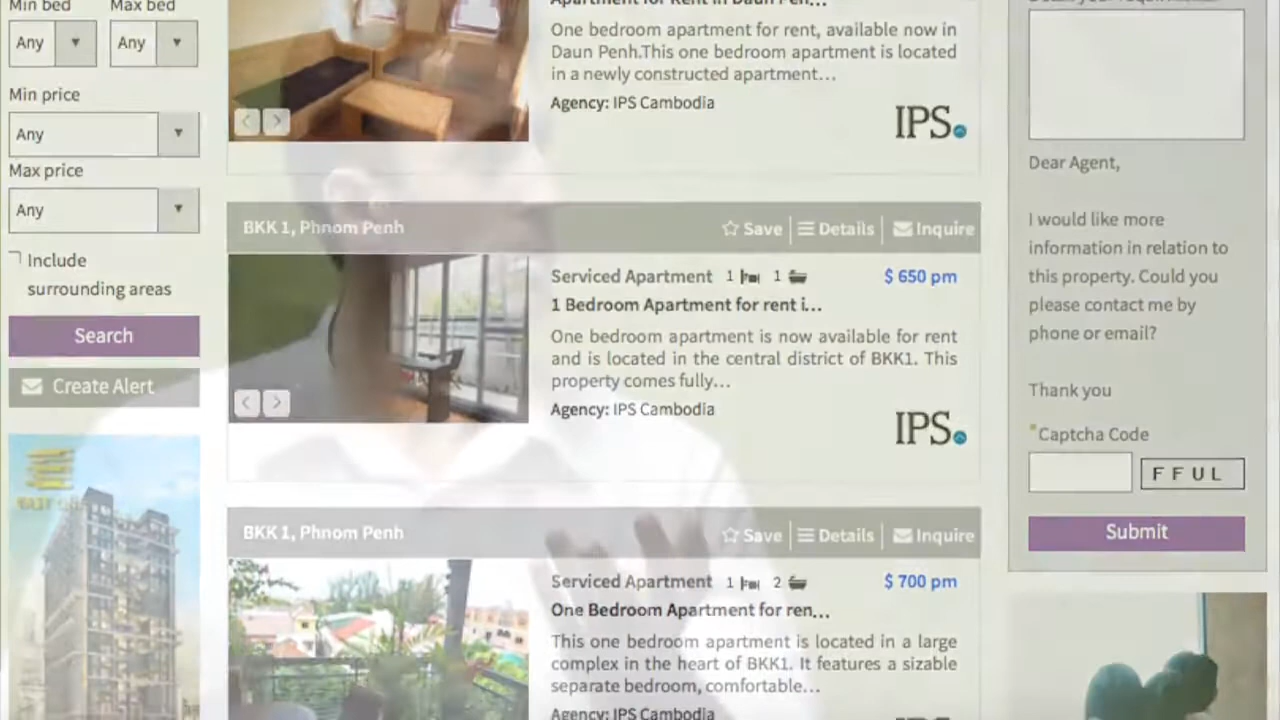 Min bed
Max bed
Any
Any
Min price
Any
Max price
Any
Include
surrounding areas
Search
Create Alert
Apartment for Rent in Daun Pen...
One bedroom apartment for rent, available now in
Daun Penh.This one bedroom apartment is located
in a newly constructed apartment...
Agency: IPS Cambodia
IPS
BKK 1, Phnom Penh
Save
Details
Inquire
Serviced Apartment 1 1
$ 650 pm
1 Bedroom Apartment for rent i...
One bedroom apartment is now available for rent
and is located in the central district of BKK1. This
property comes fully...
Agency: IPS Cambodia
IPS
BKK 1, Phnom Penh
Save
Details
Inquire
Serviced Apartment 1 2
$ 700 pm
One Bedroom Apartment for ren...
This one bedroom apartment is located in a large
complex in the heart of BKK1. It features a sizable
separate bedroom, comfortable...
Agency: IPS Cambodia
Dear Agent,
I would like more
information in relation to
this property. Could you
please contact me by
phone or email?
Thank you
*Captcha Code
FFUL
Submit